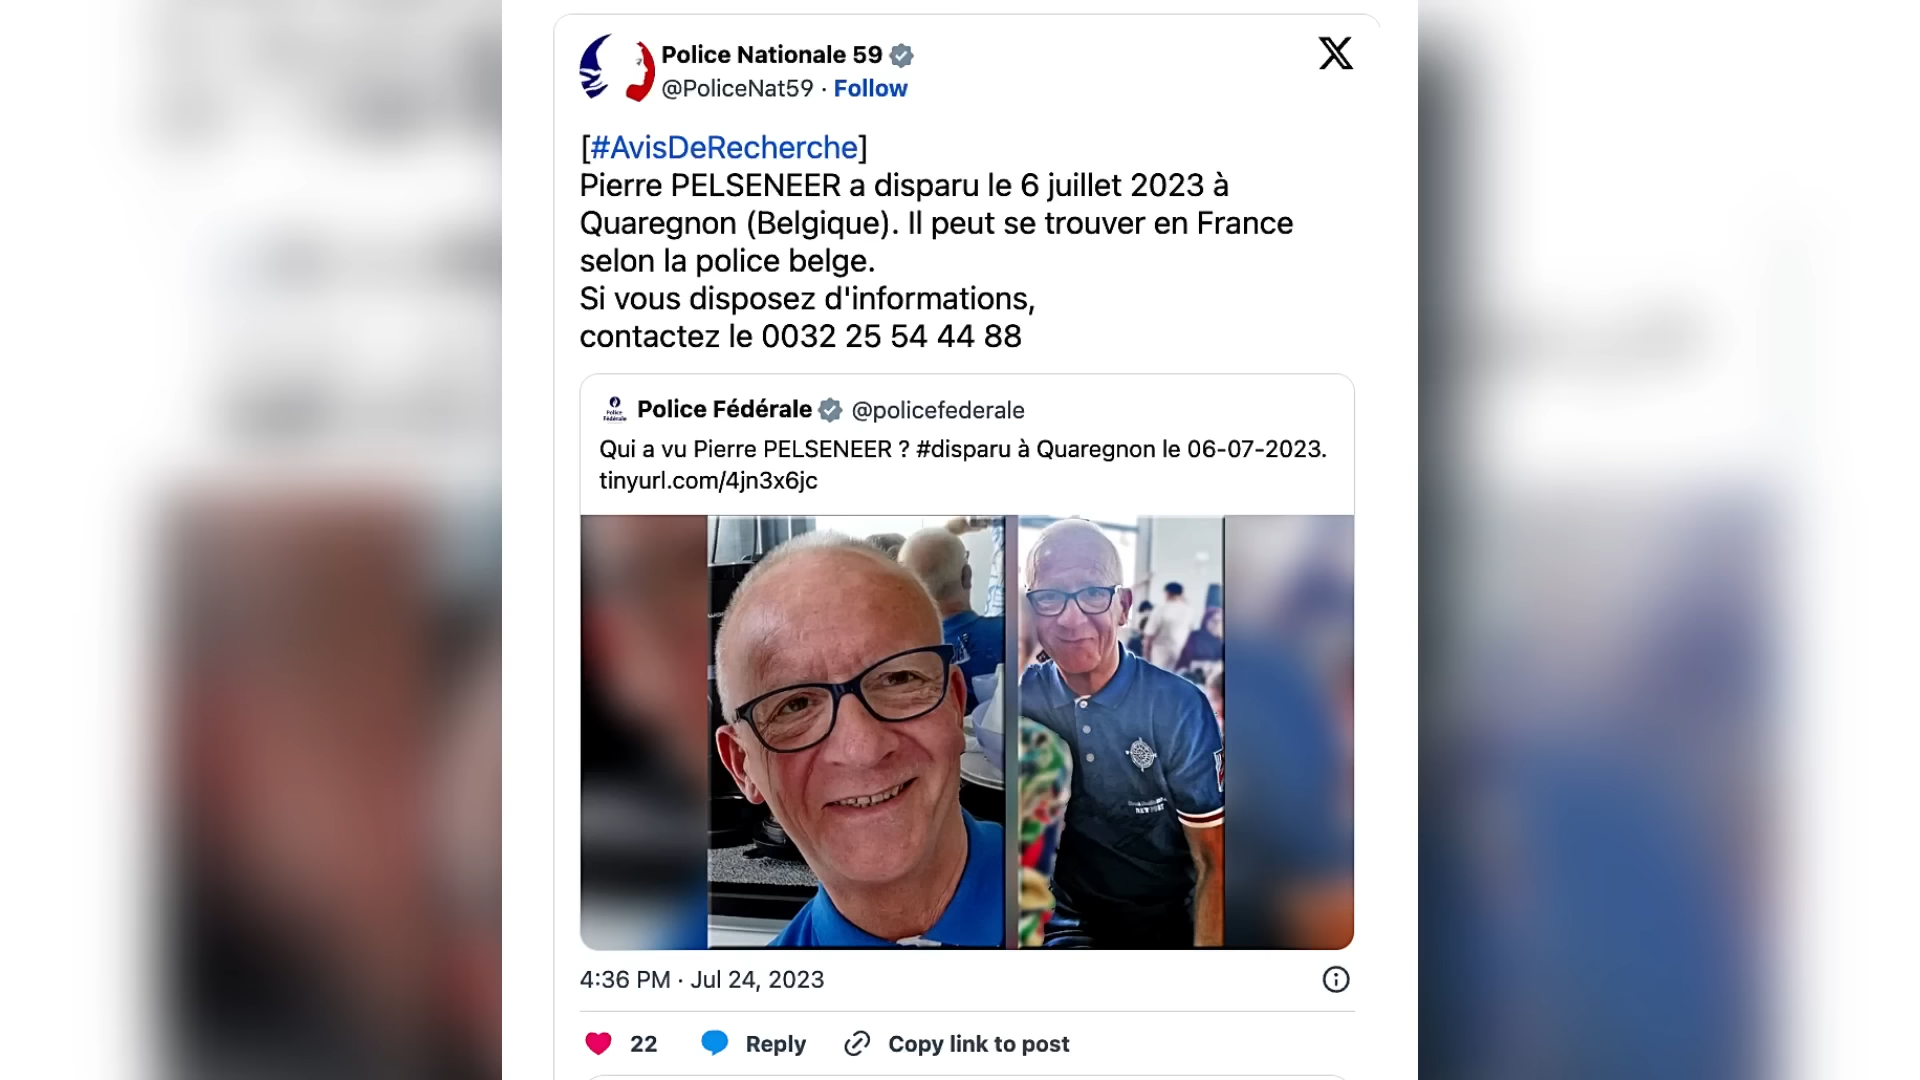 Police Nationale 59
@PoliceNat59 · Follow
[#AvisDeRecherche]
Pierre PELSENEER a disparu le 6 juillet 2023 à
Quaregnon (Belgique). Il peut se trouver en France
selon la police belge.
Si vous disposez d'informations,
contactez le 0032 25 54 44 88
Police Fédérale @policefederale
Police
Fédérale
Qui a vu Pierre PELSENEER ? #disparu à Quaregnon le 06-07-2023.
tinyurl.com/4jn3x6jc
NEWPORT
4:36 PM · Jul 24, 2023
22 Reply Copy link to post